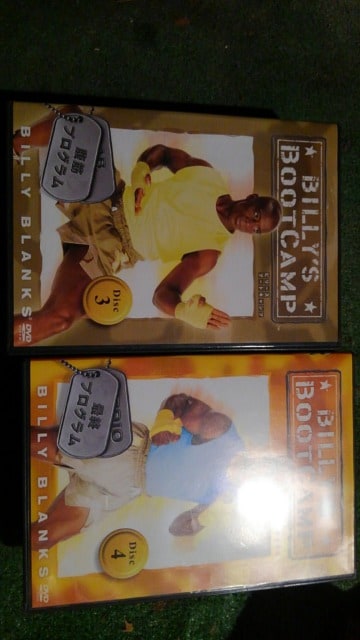 BILLY'S
BOOTCAMP
腹筋
プログラム
Disc
3
BILLY BLANKS
DVD
BILLY'S
BOOTCAMP
最終
プログラム
Disc
4
BILLY BLANKS
DVD